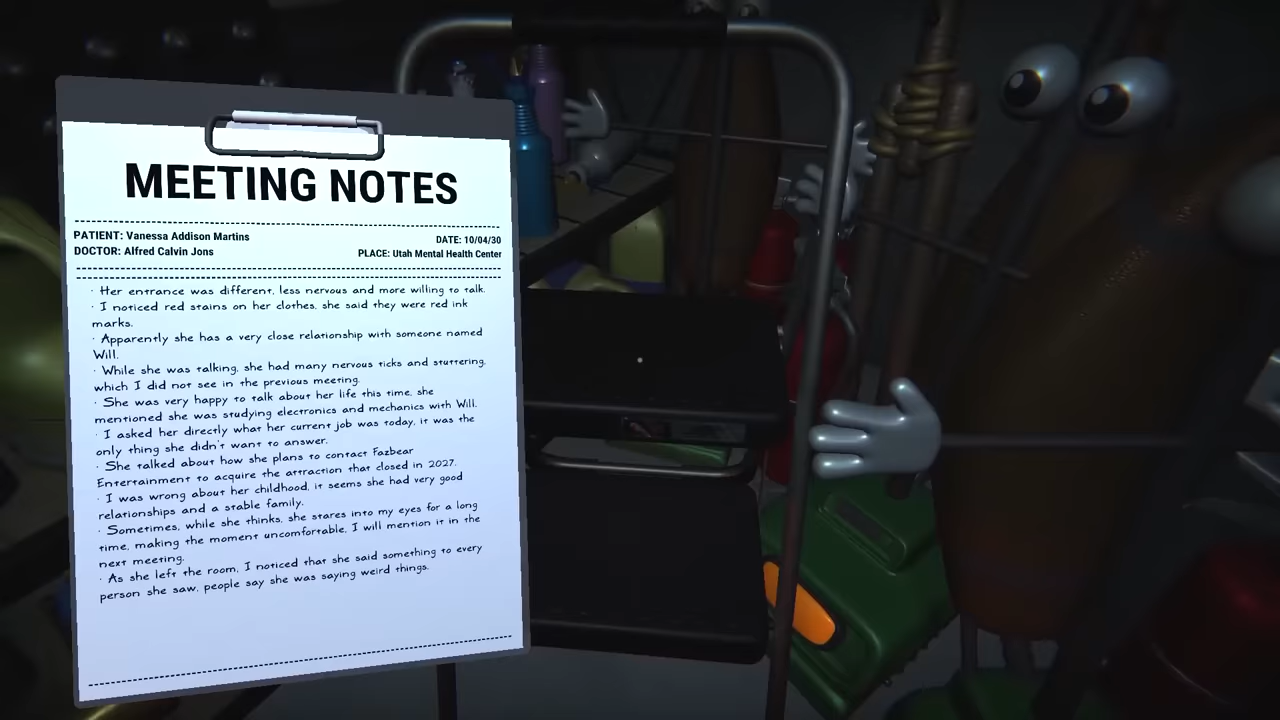 MEETING NOTES
PATIENT: Vanessa Addison Martins
DATE: 10/04/30
DOCTOR: Alfred Calvin Jons
PLACE: Utah Mental Health Center
· Her entrance was different, less nervous and more willing to talk.
· I noticed red stains on her clothes, she said they were red ink
marks.
· Apparently she has a very close relationship with someone named
Will.
· While she was talking, she had many nervous ticks and stuttering,
which I did not see in the previous meeting.
· She was very happy to talk about her life this time, she
mentioned she was studying electronics and mechanics with Will.
· I asked her directly what her current job was today, it was the
only thing she didn't want to answer.
· She talked about how she plans to contact Fazbear
Entertainment to acquire the attraction that closed in 2027.
· I was wrong about her childhood, it seems she had very good
relationships and a stable family.
· Sometimes, while she thinks, she stares into my eyes for a long
time, making the moment uncomfortable, I will mention it in the
next meeting.
· As she left the room, I noticed that she said something to every
person she saw, people say she was saying weird things.